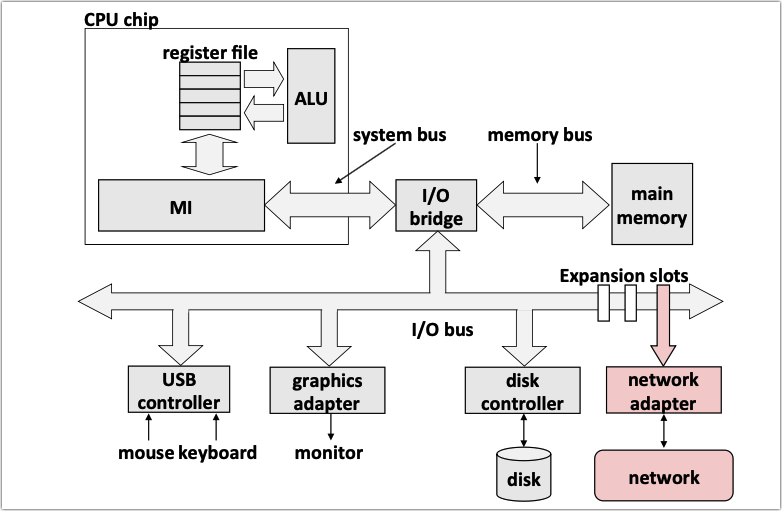 CPU chip
register file
ALU
system bus
memory bus
MI
I/O
bridge
main
memory
Expansion slots
I/O bus
USB
controller
graphics
adapter
disk
controller
network
adapter
mouse keyboard
monitor
disk
network